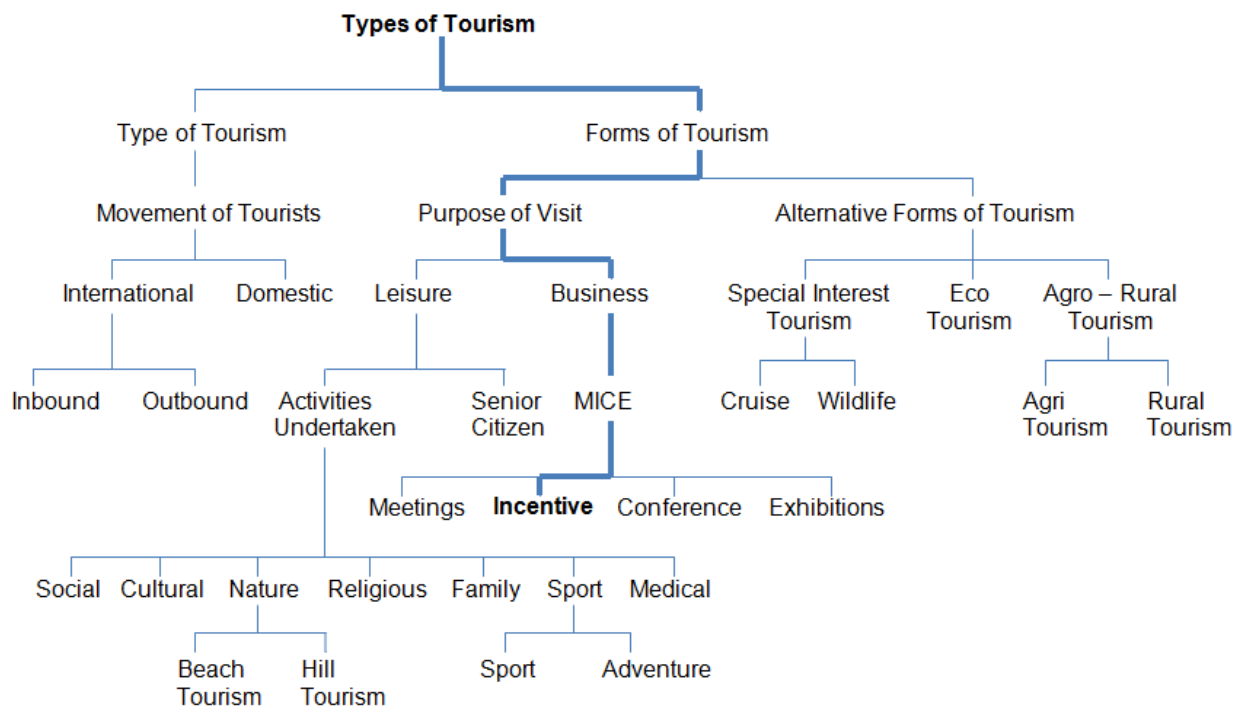 Types of Tourism
Type of Tourism
Forms of Tourism
Movement of Tourists
Purpose of Visit
Alternative Forms of Tourism
International
Domestic
Leisure
Business
Special Interest
Tourism
Eco
Tourism
Agro – Rural
Tourism
Inbound
Outbound
Activities
Undertaken
Senior
Citizen
MICE
Cruise
Wildlife
Agri
Tourism
Rural
Tourism
Meetings
Incentive
Conference
Exhibitions
Social
Cultural
Nature
Religious
Family
Sport
Medical
Beach
Tourism
Hill
Tourism
Sport
Adventure